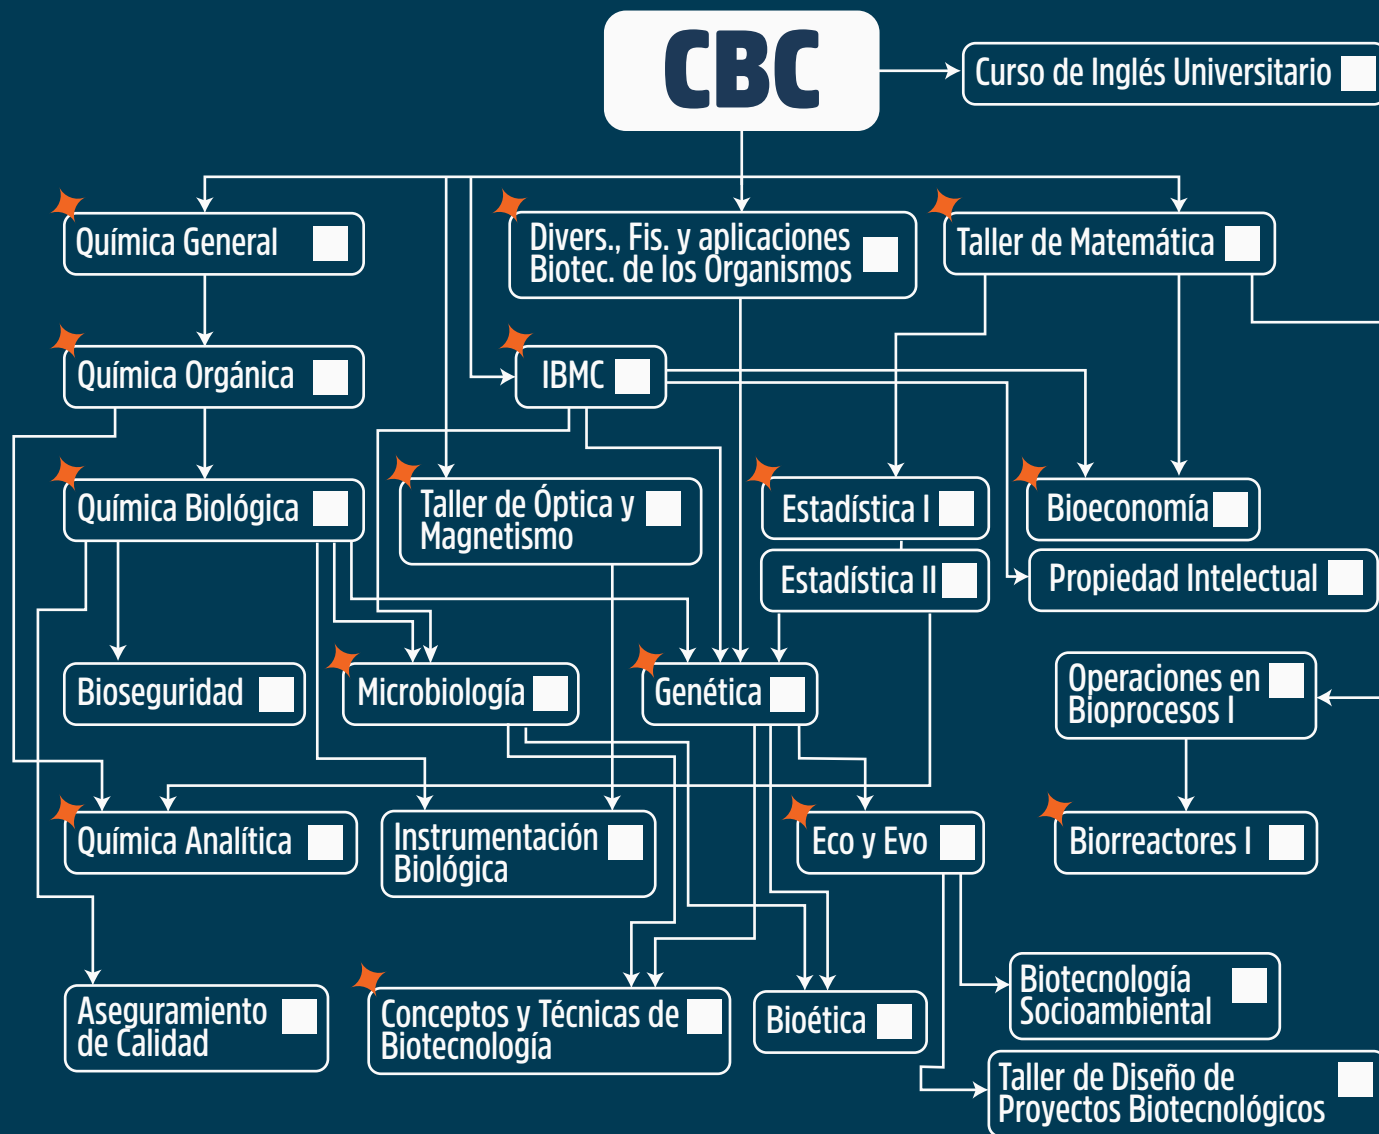 CBC
Curso de Inglés Universitario
Química General
Divers., Fis. y aplicaciones
Biotec. de los Organismos
Taller de Matemática
Química Orgánica
IBMC
Química Biológica
Taller de Óptica y
Magnetismo
Estadística I
Bioeconomía
Estadística II
Propiedad Intelectual
Bioseguridad
Microbiología
Genética
Operaciones en
Bioprocesos I
Química Analítica
Instrumentación
Biológica
Eco y Evo
Biorreactores I
Aseguramiento
de Calidad
Conceptos y Técnicas de
Biotecnología
Bioética
Biotecnología
Socioambiental
Taller de Diseño de
Proyectos Biotecnológicos